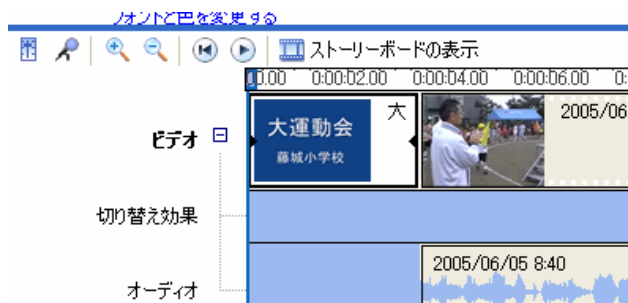 フォントと色を変更する
ストーリーボードの表示
0.00 0:00:02.00 0:00:04.00 0:00:06.00 0:
ビデオ
大運動会
藤城小学校
大
2005/06
切り替え効果
2005/06/05 8:40
オーディオ